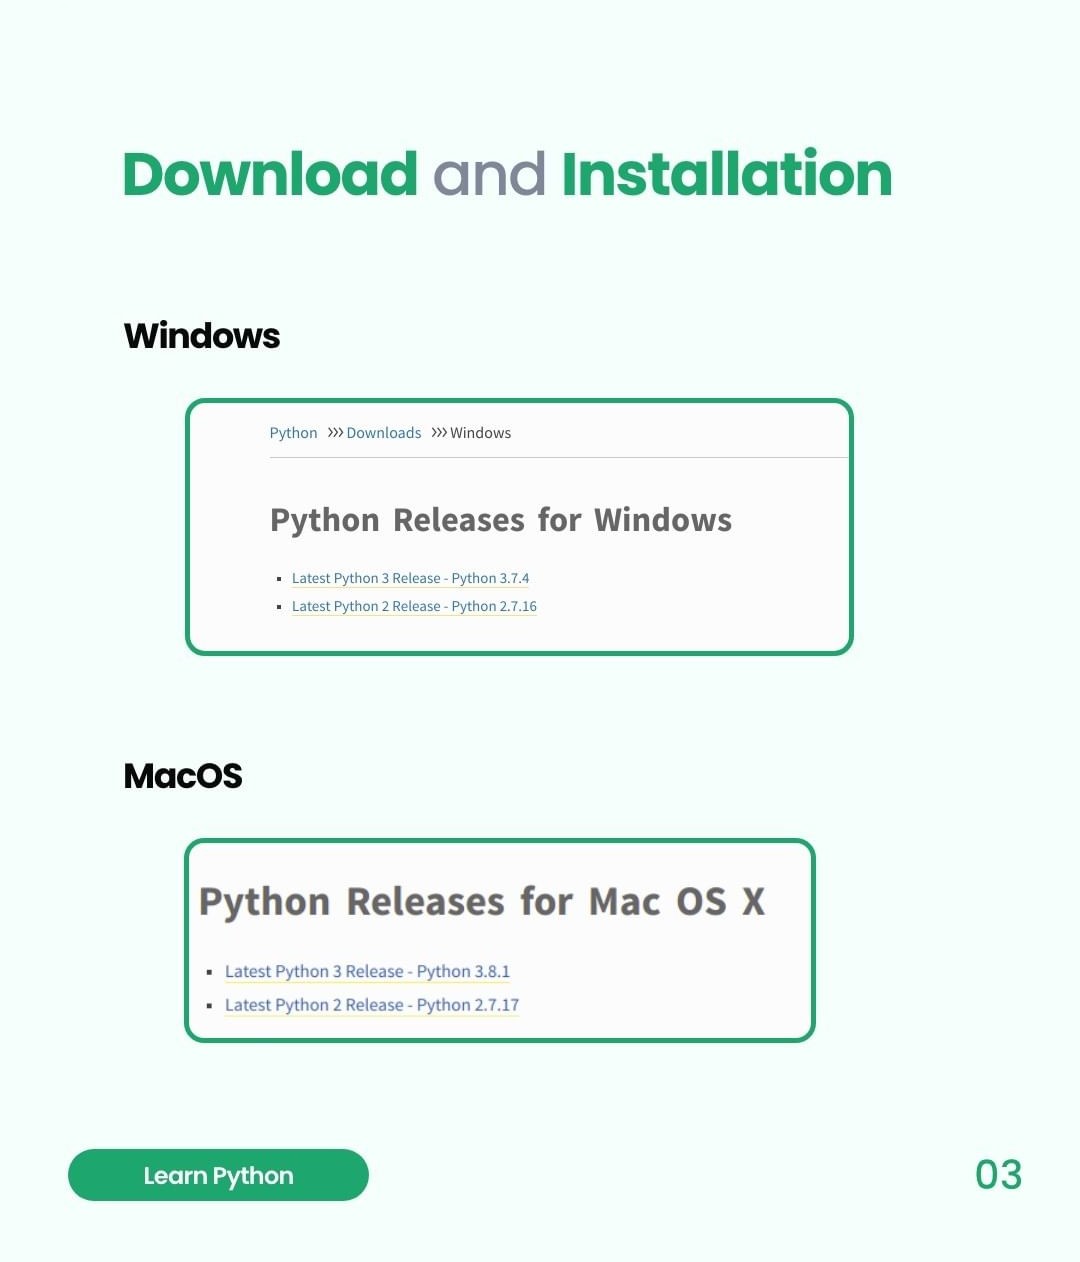 Download and Installation
Windows
Python >>> Downloads >>> Windows
Python Releases for Windows
Latest Python 3 Release - Python 3.7.4
Latest Python 2 Release - Python 2.7.16
MacOS
Python Releases for Mac OS X
Latest Python 3 Release - Python 3.8.1
Latest Python 2 Release - Python 2.7.17
Learn Python
03